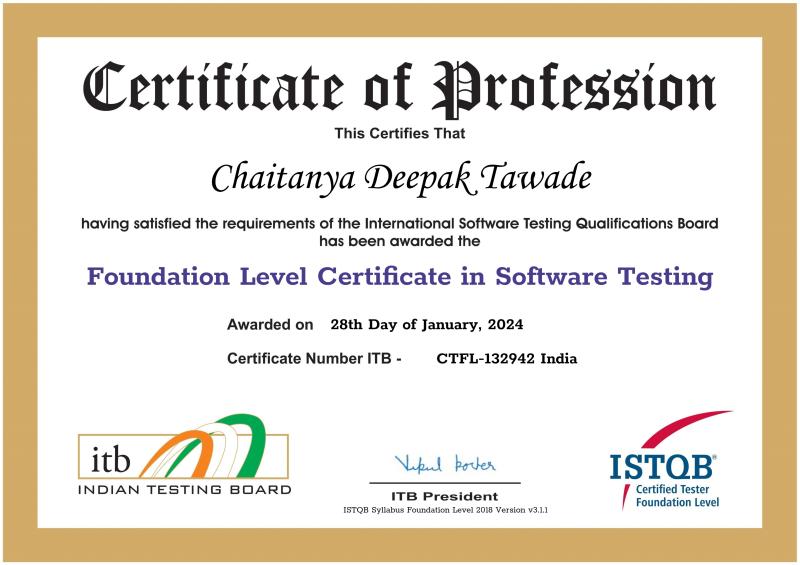 Certificate of Profession
This Certifies That
Chaitanya Deepak Tawade
having satisfied the requirements of the International Software Testing Qualifications Board
has been awarded the
Foundation Level Certificate in Software Testing
Awarded on 28th Day of January, 2024
Certificate Number ITB - CTFL-132942 India
itb
INDIAN TESTING BOARD
ITB President
ISTQB Syllabus Foundation Level 2018 Version v3.1.1
ISTQB®
Certified Tester
Foundation Level